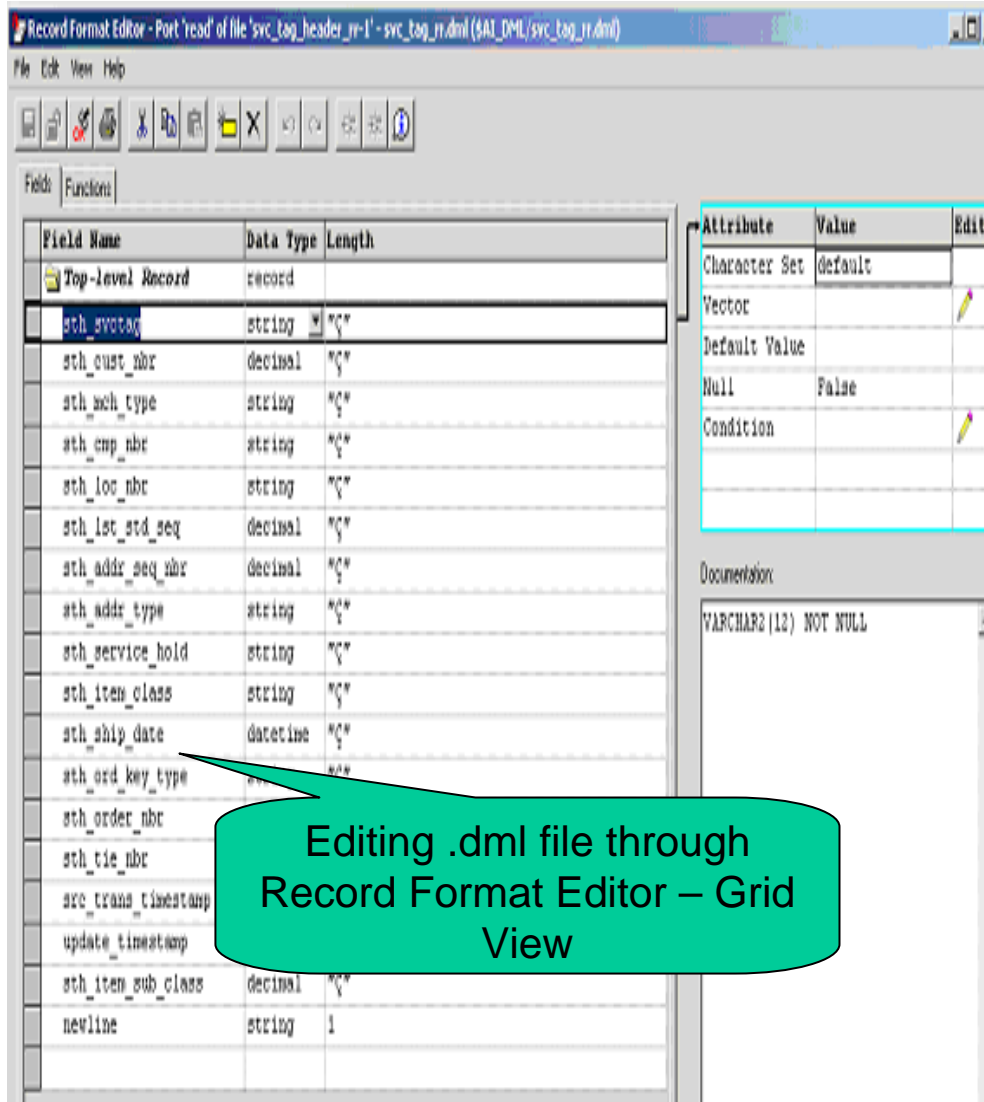 Record Format Editor - Port 'read' of file 'svc_tag_header_rr-1' - svc_tag_rr.dml ($AI_DML/svc_tag_rr.dml)
File Edit View Help
Fields Functions
Field Name Data Type Length
Top-level Record record
sth_svctag string "Ç"
sth_cust_nbr decimal "Ç"
sth_mch_type string "Ç"
sth_cmp_nbr string "Ç"
sth_loc_nbr string "Ç"
sth_lst_std_seq decimal "Ç"
sth_addr_seq_nbr decimal "Ç"
sth_addr_type string "Ç"
sth_service_hold string "Ç"
sth_item_class string "Ç"
sth_ship_date datetime "Ç"
sth_ord_key_type "Ç"
sth_order_nbr
sth_tie_nbr
src_trans_timestamp
update_timestamp
sth_item_sub_class decimal "Ç"
newline string 1
Attribute Value Edit
Character Set default
Vector
Default Value
Null False
Condition
Documentation:
VARCHAR2(12) NOT NULL
Editing .dml file through
Record Format Editor – Grid
View